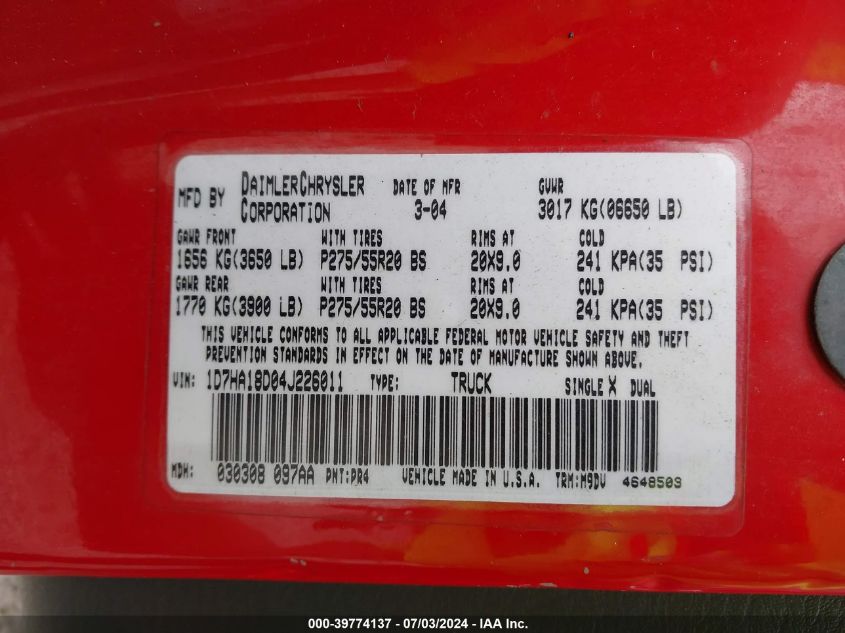 MFD BY DAIMLERCHRYSLER CORPORATION DATE OF MFR 3-04 GVWR 3017 KG(06650 LB)
GAWR FRONT WITH TIRES RIMS AT COLD
1656 KG(3650 LB) P275/55R20 BS 20X9.0 241 KPA(35 PSI)
GAWR REAR WITH TIRES RIMS AT COLD
1770 KG(3900 LB) P275/55R20 BS 20X9.0 241 KPA(35 PSI)
THIS VEHICLE CONFORMS TO ALL APPLICABLE FEDERAL MOTOR VEHICLE SAFETY AND THEFT
PREVENTION STANDARDS IN EFFECT ON THE DATE OF MANUFACTURE SHOWN ABOVE.
VIN: 1D7HA18D04J226011 TYPE: TRUCK SINGLE X DUAL
MDH: 030308 097AA PNT:PR4 VEHICLE MADE IN U.S.A. TRM:M9DV 4648503
000-39774137 - 07/03/2024 - IAA Inc.